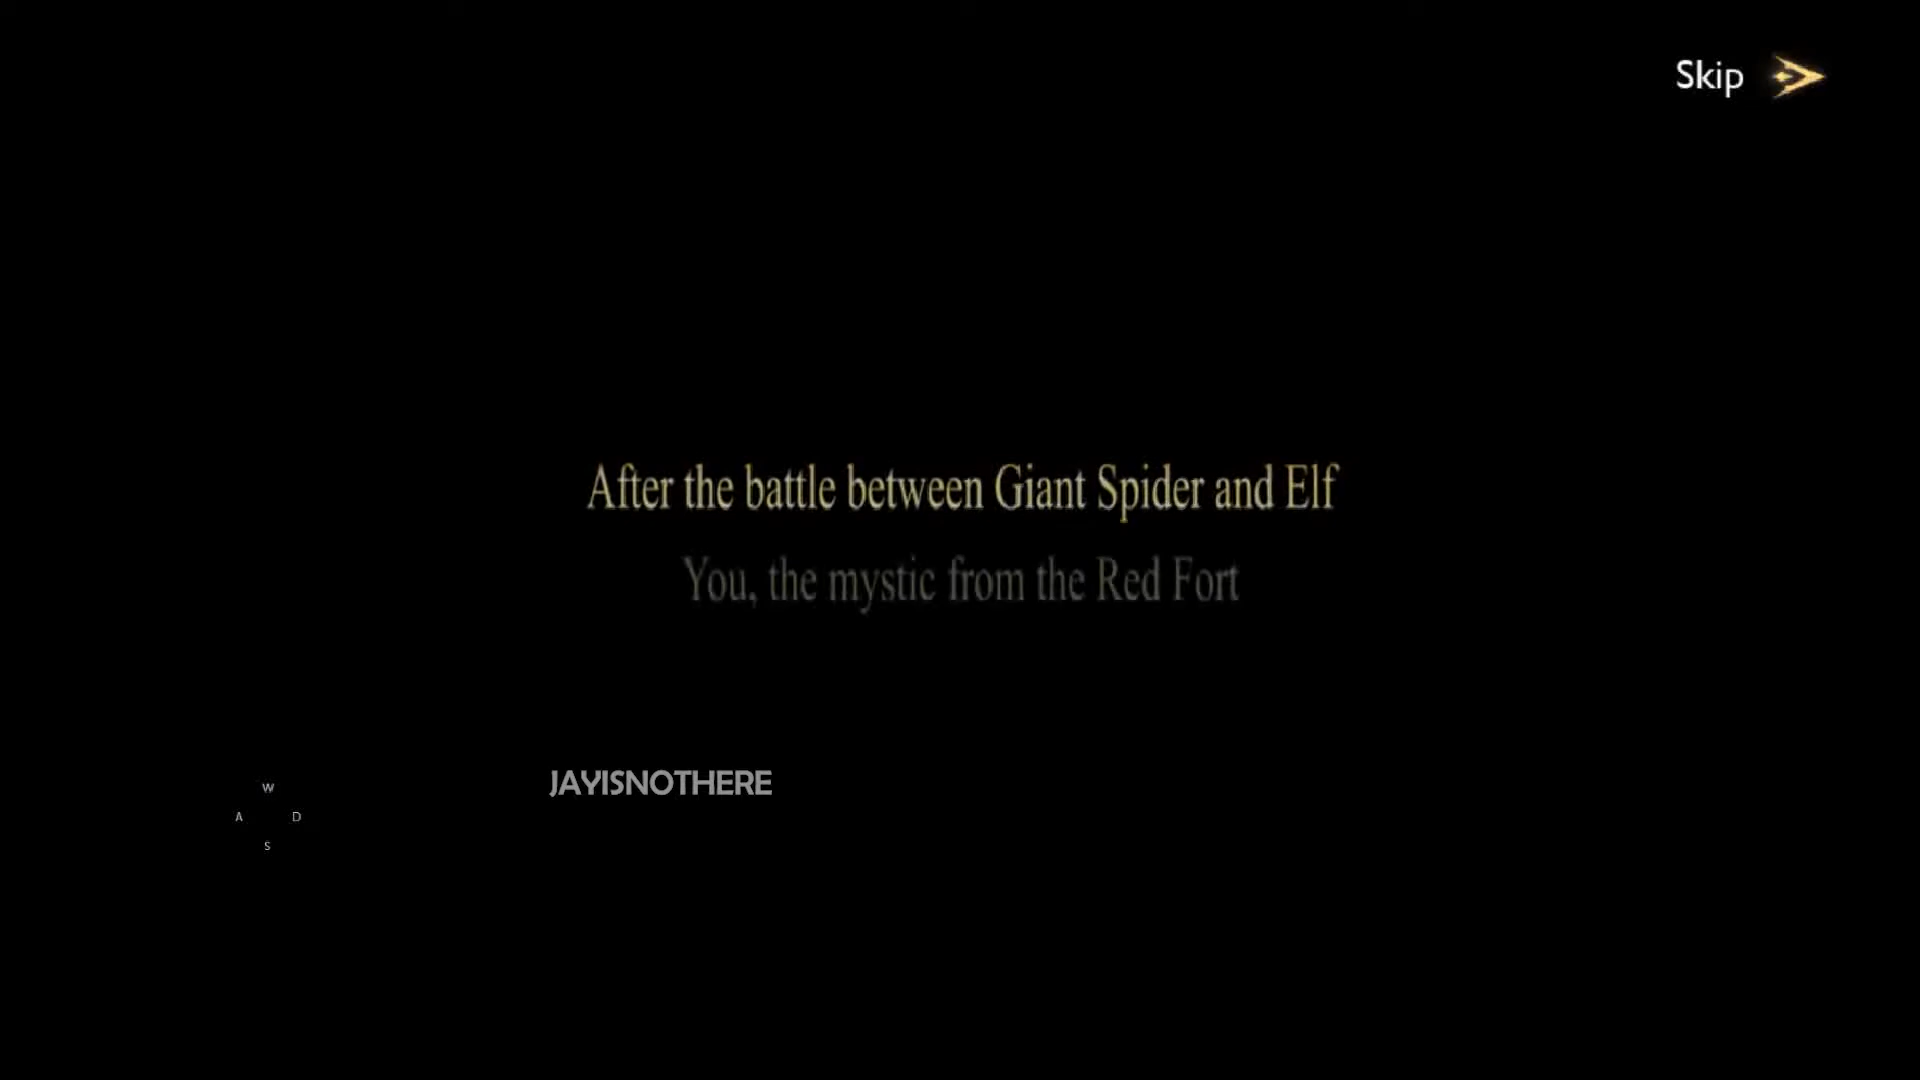 Skip
After the battle between Giant Spider and Elf
You, the mystic from the Red Fort
JAYISNOTHERE
W
A D
S